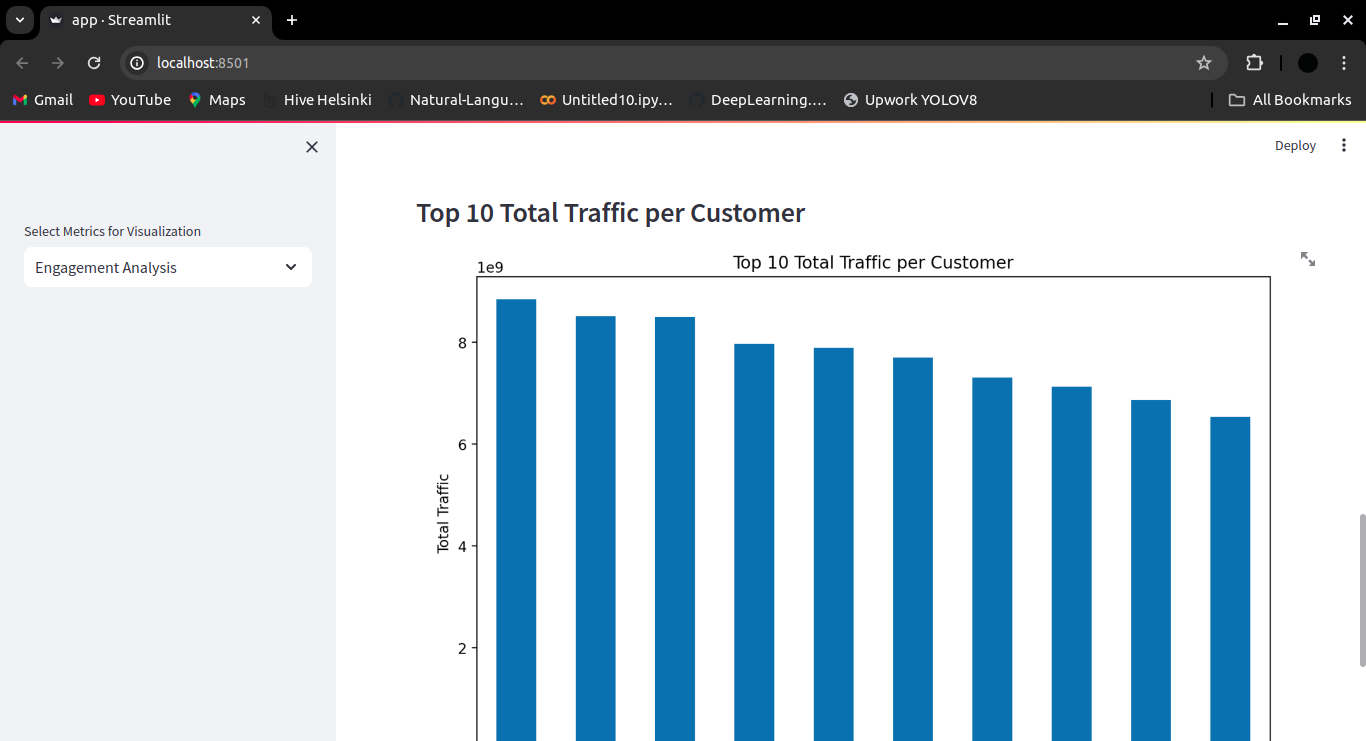 app · Streamlit
localhost:8501
Gmail YouTube Maps Hive Helsinki Natural-Langu… Untitled10.ipy… DeepLearning.… Upwork YOLOV8 All Bookmarks
Deploy
Select Metrics for Visualization
Engagement Analysis
Top 10 Total Traffic per Customer
1e9
Top 10 Total Traffic per Customer
8
6
4
2
Total Traffic